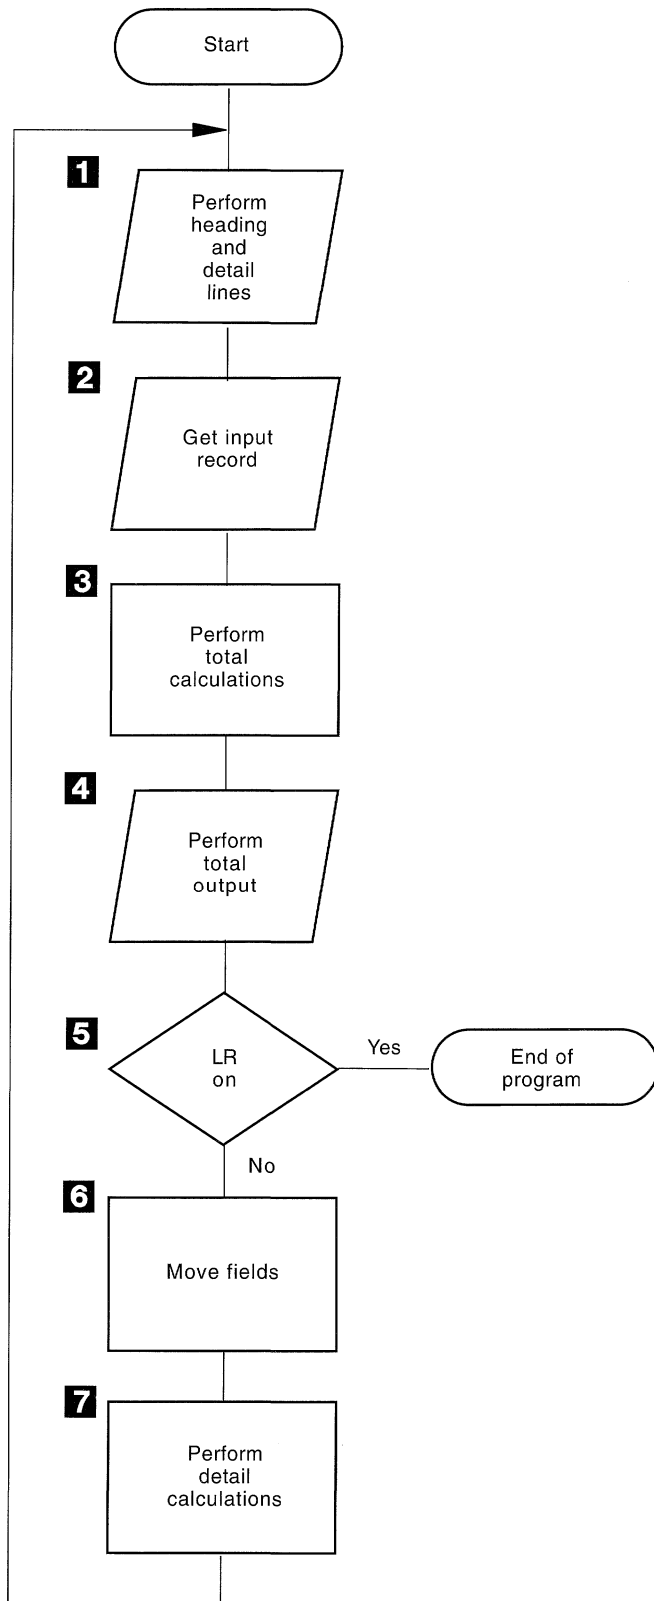 Start
1
Perform
heading
and
detail
lines
2
Get input
record
3
Perform
total
calculations
4
Perform
total
output
5
LR
on
Yes
End of
program
No
6
Move fields
7
Perform
detail
calculations